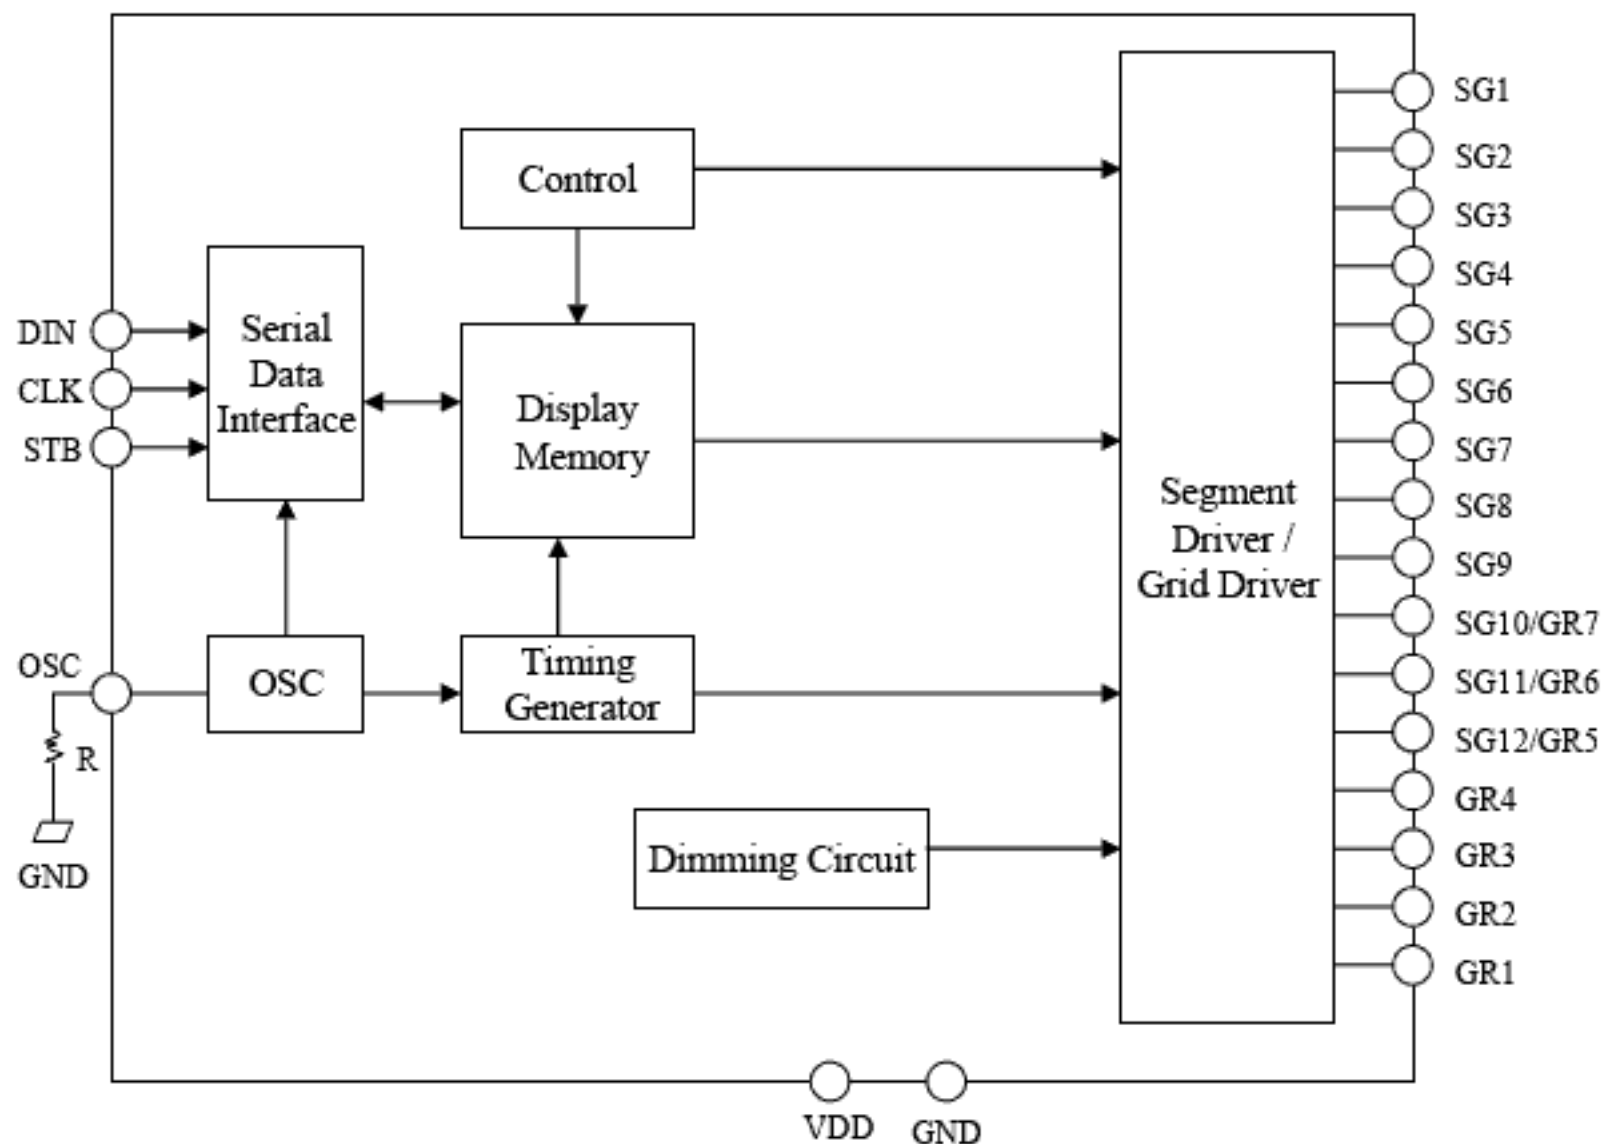 Control
Serial
Data
Interface
DIN
CLK
STB
Display
Memory
OSC
OSC
R
GND
Timing
Generator
Dimming Circuit
Segment
Driver /
Grid Driver
SG1
SG2
SG3
SG4
SG5
SG6
SG7
SG8
SG9
SG10/GR7
SG11/GR6
SG12/GR5
GR4
GR3
GR2
GR1
VDD
GND